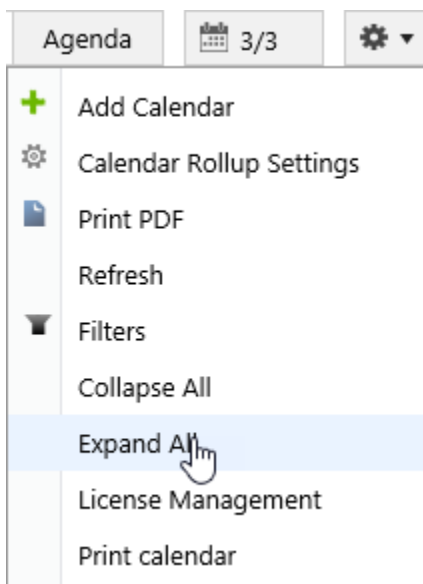 Agenda 3/3
Add Calendar
Calendar Rollup Settings
Print PDF
Refresh
Filters
Collapse All
Expand All
License Management
Print calendar